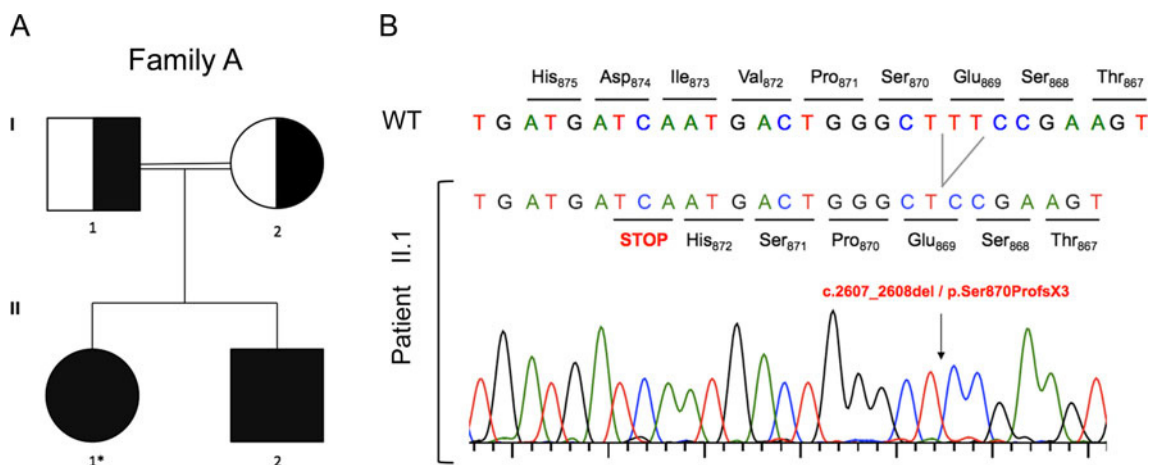 A
Family A
I
1
2
II
1*
2
B
His875 Asp874 Ile873 Val872 Pro871 Ser870 Glu869 Ser868 Thr867
WT
T G A T G A T C A A T G A C T G G G C T T T C C G A A G T
Patient II.1
T G A T G A T C A A T G A C T G G G C T C C G A A G T
STOP His872 Ser871 Pro870 Glu869 Ser868 Thr867
c.2607_2608del / p.Ser870ProfsX3